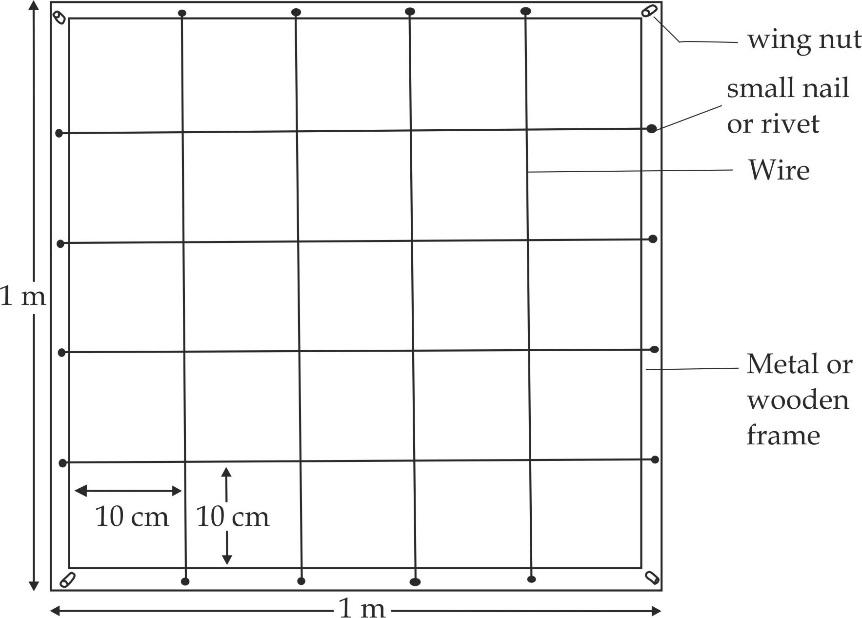 wing nut
small nail
or rivet
Wire
1 m
Metal or
wooden
frame
10 cm
10 cm
1 m